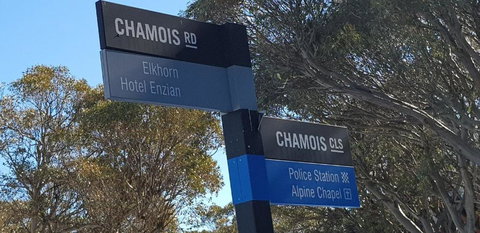 CHAMOIS RD
Elkhorn
Hotel Enzian
CHAMOIS CLS
Police Station
Alpine Chapel